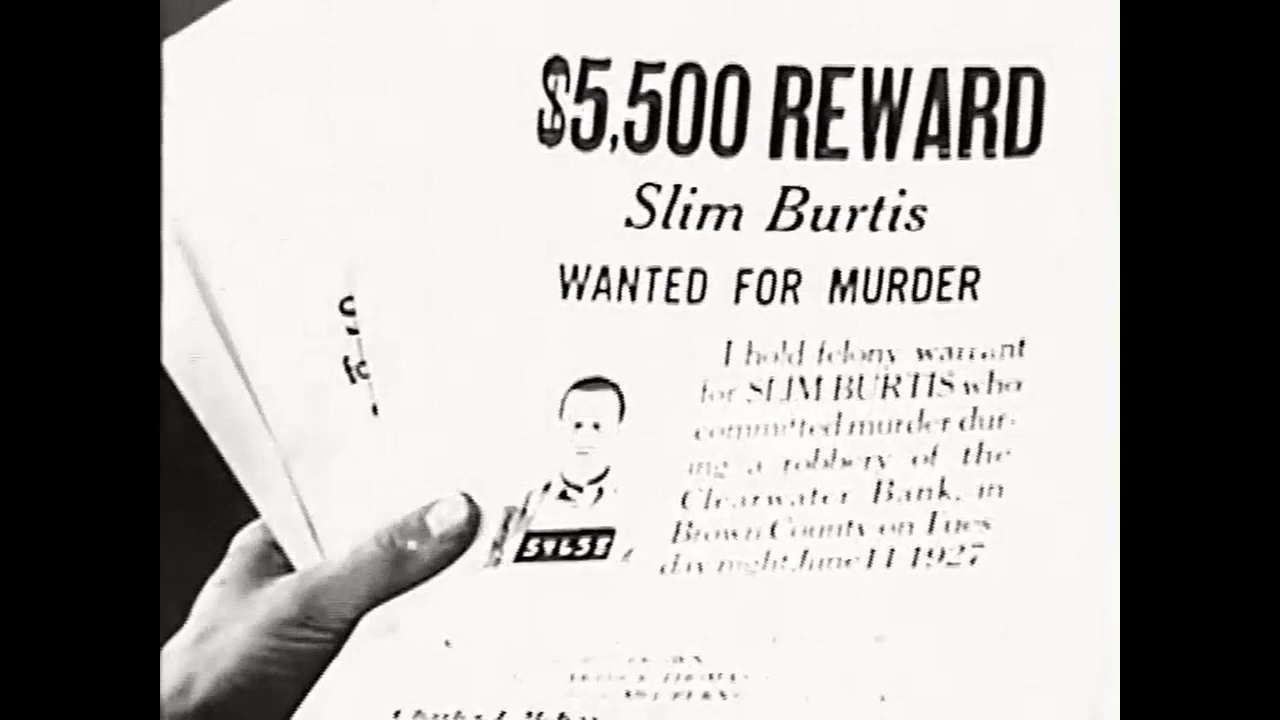 $5,500 REWARD
Slim Burtis
WANTED FOR MURDER
I hold felony warrant
for SLIM BURTIS who
committed murder dur-
ing a robbery of the
Clearwater Bank, in
Brown County on Tues
day night June 11 1927